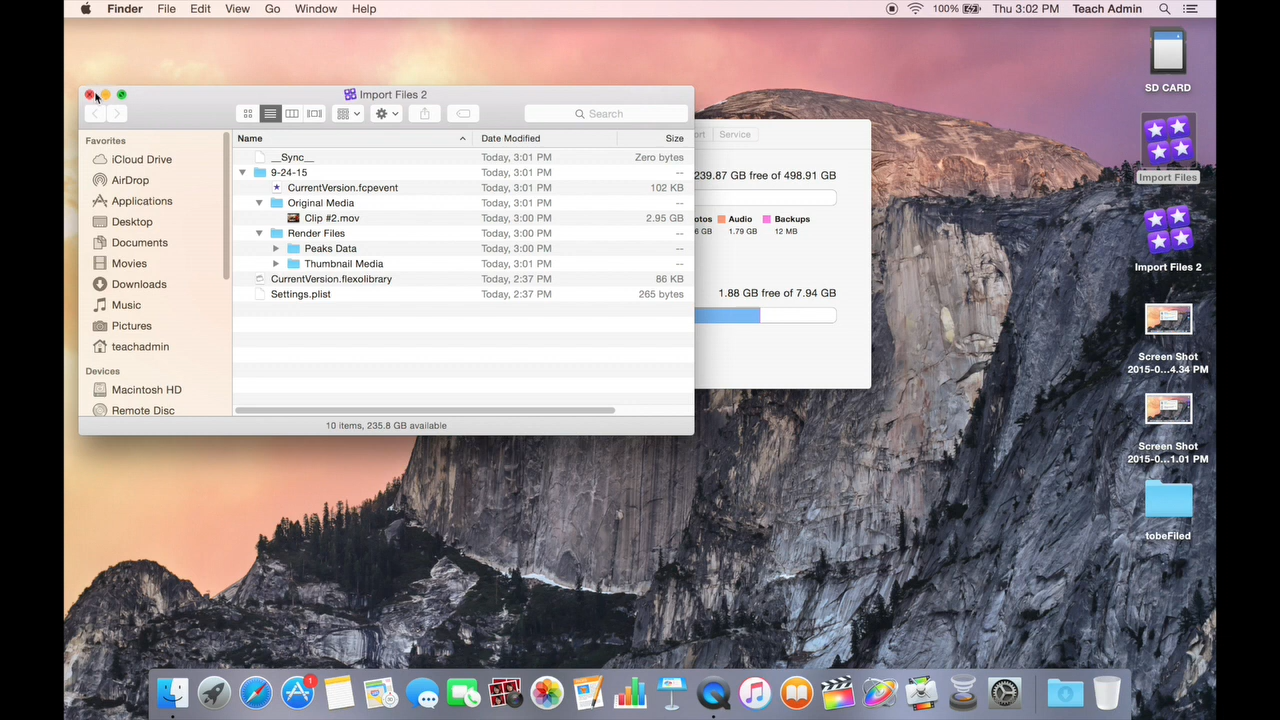 Finder File Edit View Go Window Help 100% Thu 3:02 PM Teach Admin
Import Files 2
Search
Favorites
iCloud Drive
AirDrop
Applications
Desktop
Documents
Movies
Downloads
Music
Pictures
teachadmin
Devices
Macintosh HD
Remote Disc
Name Date Modified Size
__Sync__ Today, 3:01 PM Zero bytes
9-24-15 Today, 3:01 PM --
CurrentVersion.fcpevent Today, 3:01 PM 102 KB
Original Media Today, 3:01 PM --
Clip #2.mov Today, 3:00 PM 2.95 GB
Render Files Today, 3:00 PM --
Peaks Data Today, 3:00 PM --
Thumbnail Media Today, 3:01 PM --
CurrentVersion.flexolibrary Today, 2:37 PM 86 KB
Settings.plist Today, 2:37 PM 265 bytes
10 items, 235.8 GB available
ort Service
239.87 GB free of 498.91 GB
otos Audio Backups
6 GB 1.79 GB 12 MB
1.88 GB free of 7.94 GB
SD CARD
Import Files
Import Files 2
Screen Shot
2015-0...4.34 PM
Screen Shot
2015-0...1.01 PM
tobeFiled
1